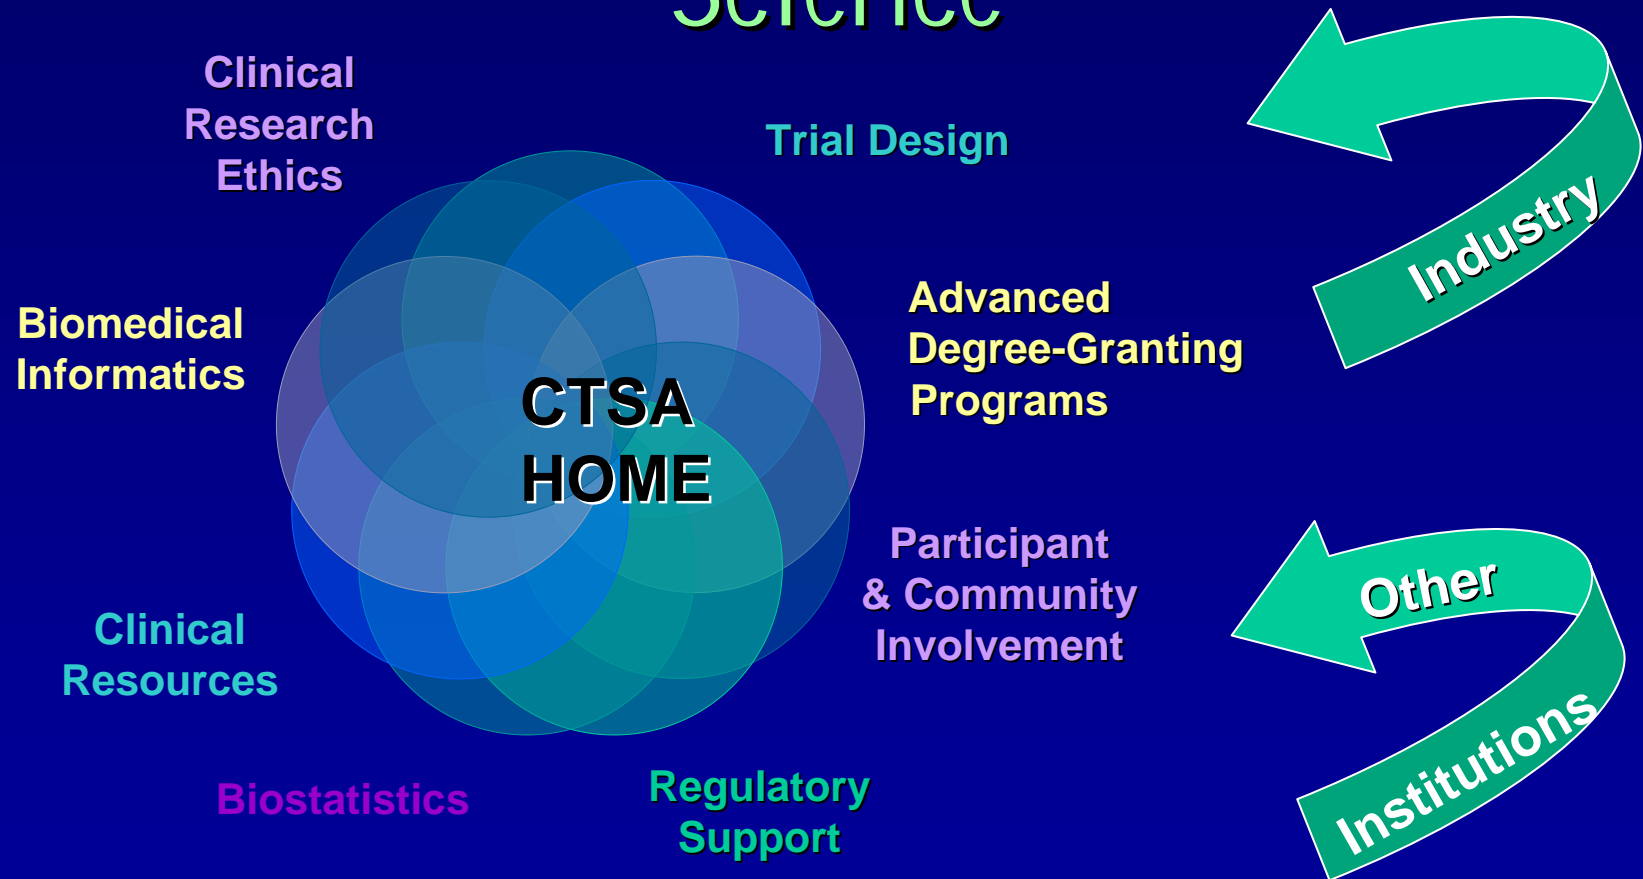 Science
Clinical
Research
Ethics
Trial Design
Industry
Biomedical
Informatics
Advanced
Degree-Granting
Programs
CTSA
HOME
Participant
& Community
Involvement
Other
Institutions
Clinical
Resources
Biostatistics
Regulatory
Support